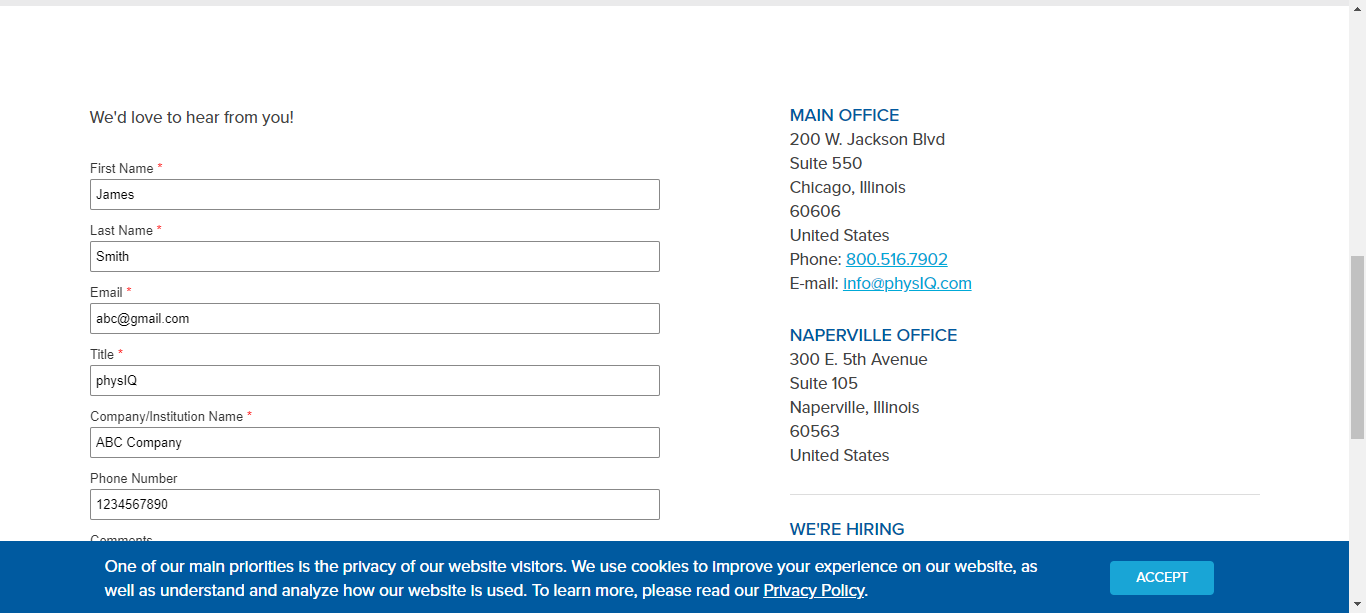 We'd love to hear from you!
First Name *
James
Last Name *
Smith
Email *
abc@gmail.com
Title *
physIQ
Company/Institution Name *
ABC Company
Phone Number
1234567890
Comments
MAIN OFFICE
200 W. Jackson Blvd
Suite 550
Chicago, Illinois
60606
United States
Phone: 800.516.7902
E-mail: info@physIQ.com
NAPERVILLE OFFICE
300 E. 5th Avenue
Suite 105
Naperville, Illinois
60563
United States
WE'RE HIRING
One of our main priorities is the privacy of our website visitors. We use cookies to improve your experience on our website, as
well as understand and analyze how our website is used. To learn more, please read our Privacy Policy.
ACCEPT